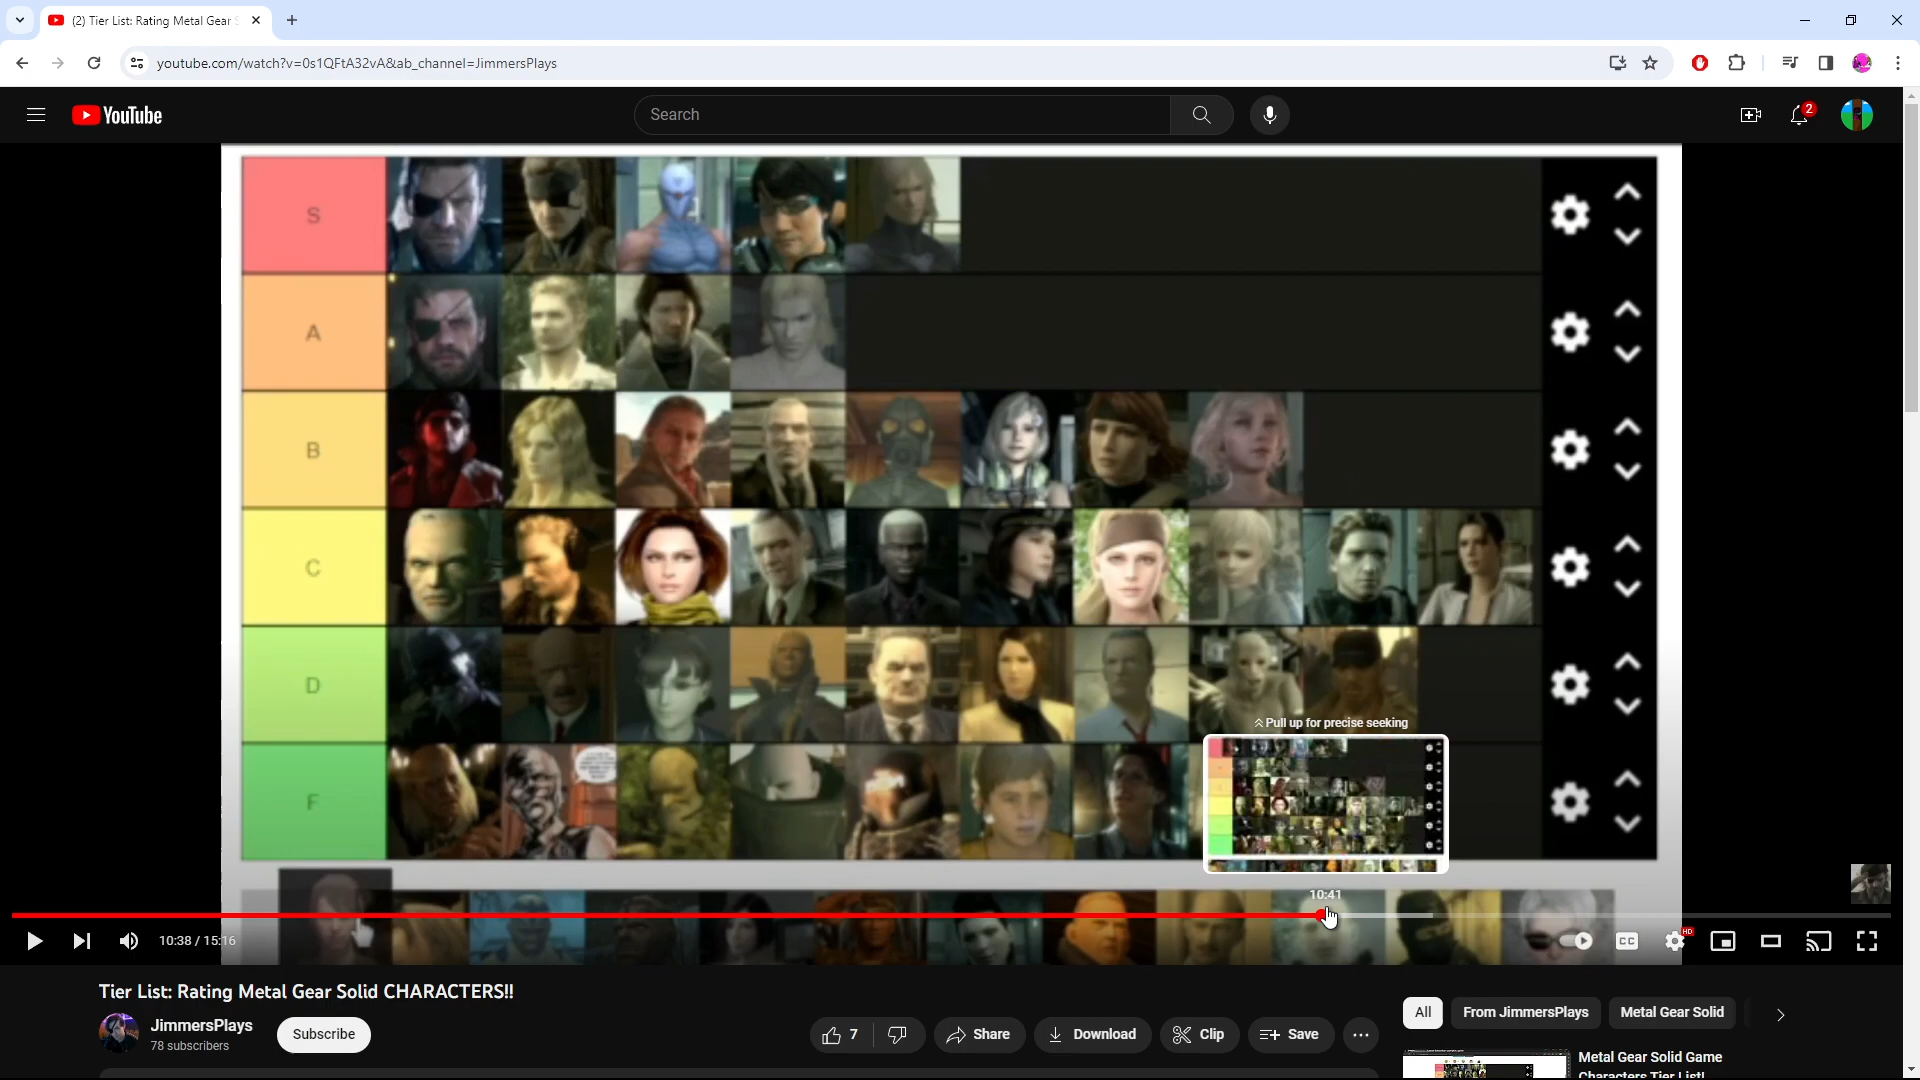 (2) Tier List: Rating Metal Gear S
youtube.com/watch?v=0s1QFtA32vA&ab_channel=JimmersPlays
YouTube
Search
2
S
A
B
C
D
F
Pull up for precise seeking
10:41
10:38 / 15:16
CC
HD
Tier List: Rating Metal Gear Solid CHARACTERS!!
JimmersPlays
78 subscribers
Subscribe
7
Share
Download
Clip
Save
All
From JimmersPlays
Metal Gear Solid
Metal Gear Solid Game
Characters Tier List!